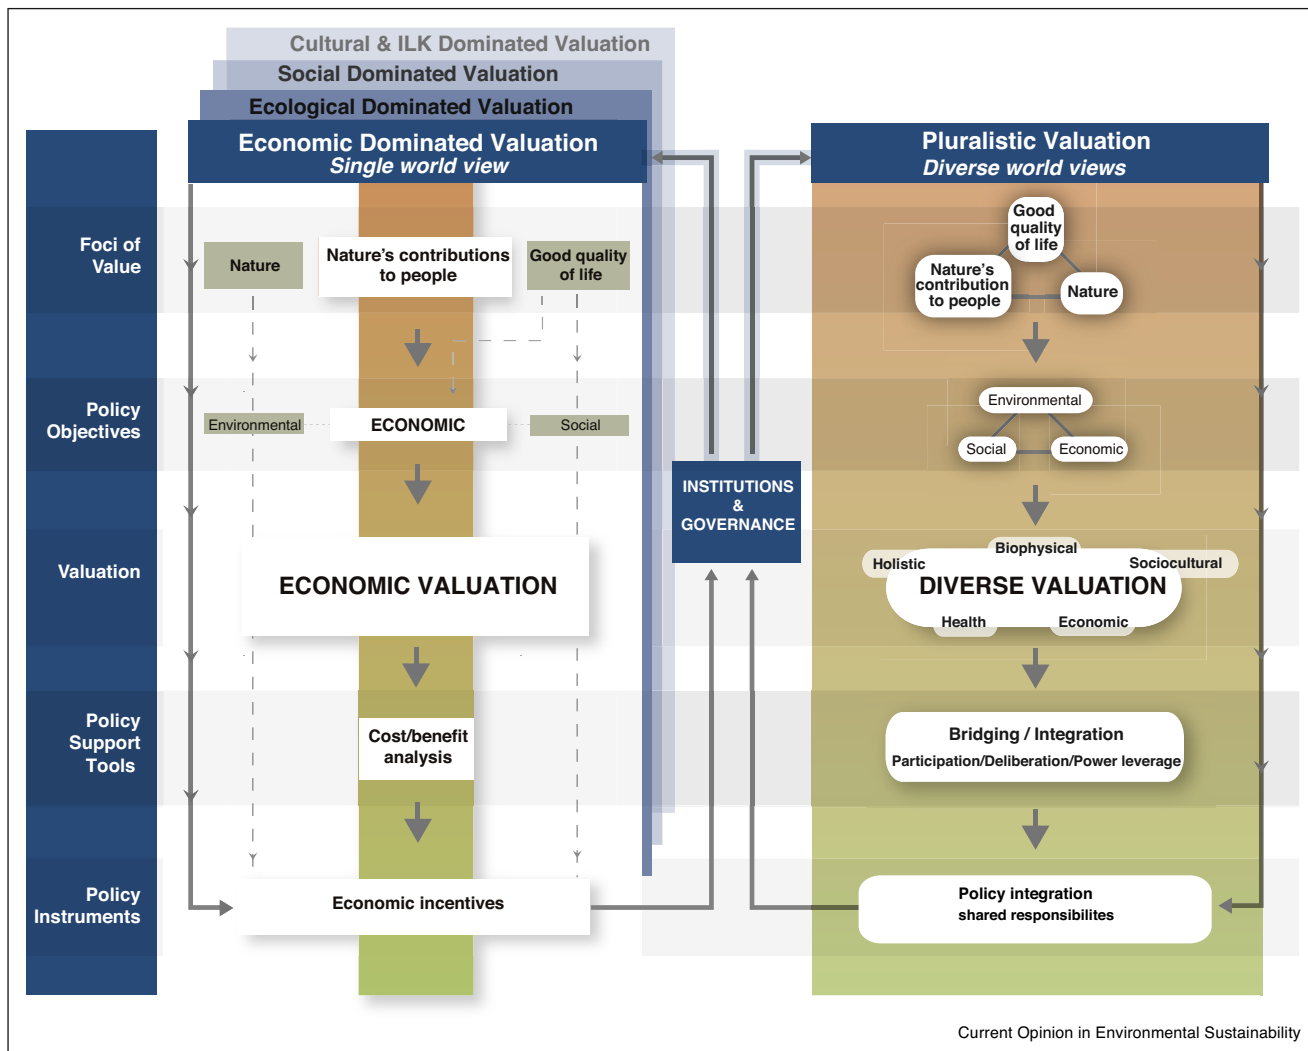 Cultural & ILK Dominated Valuation
Social Dominated Valuation
Ecological Dominated Valuation
Economic Dominated Valuation
Single world view
Pluralistic Valuation
Diverse world views
Foci of
Value
Nature
Nature's contributions
to people
Good quality
of life
Good
quality
of life
Nature's
contribution
to people
Nature
Policy
Objectives
Environmental
ECONOMIC
Social
Environmental
Social
Economic
INSTITUTIONS
&
GOVERNANCE
Valuation
ECONOMIC VALUATION
Biophysical
Holistic
Sociocultural
DIVERSE VALUATION
Health
Economic
Policy
Support
Tools
Cost/benefit
analysis
Bridging / Integration
Participation/Deliberation/Power leverage
Policy
Instruments
Economic incentives
Policy integration
shared responsibilites
Current Opinion in Environmental Sustainability